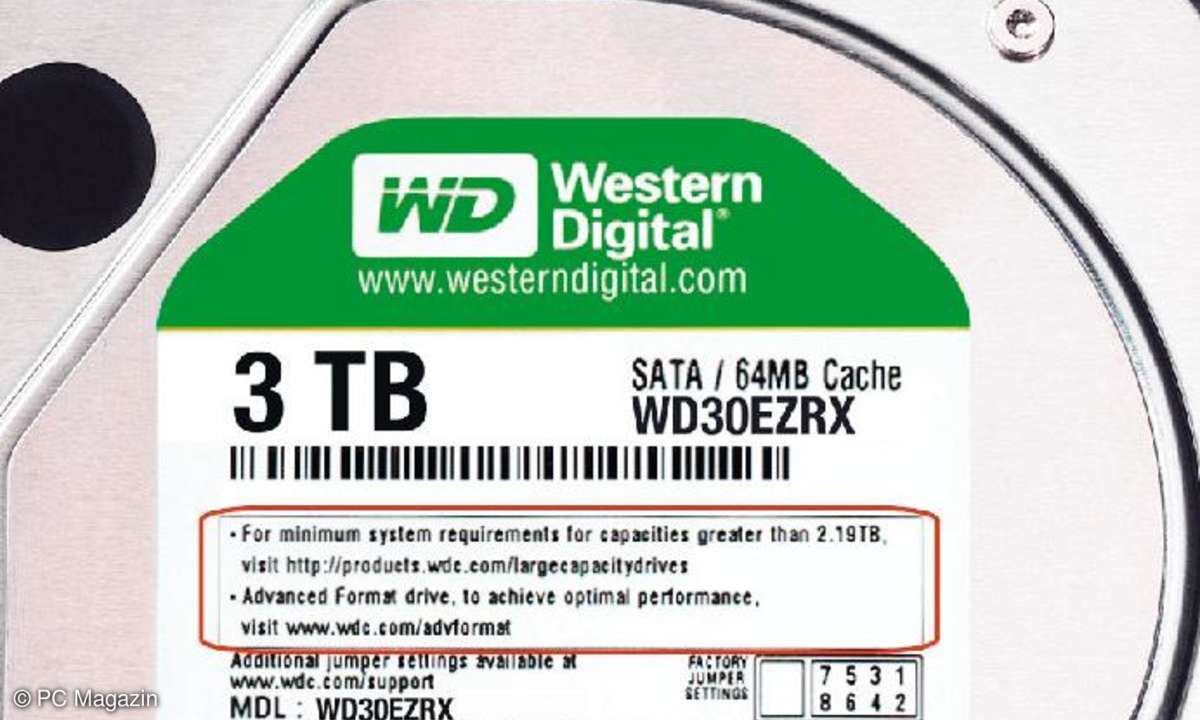 WD Western
Digital®
www.westerndigital.com
3 TB
SATA / 64MB Cache
WD30EZRX
• For minimum system requirements for capacities greater than 2.19TB,
visit http://products.wdc.com/largecapacitydrives
• Advanced Format drive, to achieve optimal performance,
visit www.wdc.com/advformat
Additional jumper settings available at
www.wdc.com/support
FACTORY
JUMPER
SETTINGS
7 5 3 1
8 6 4 2
MDL : WD30EZRX
© PC Magazin